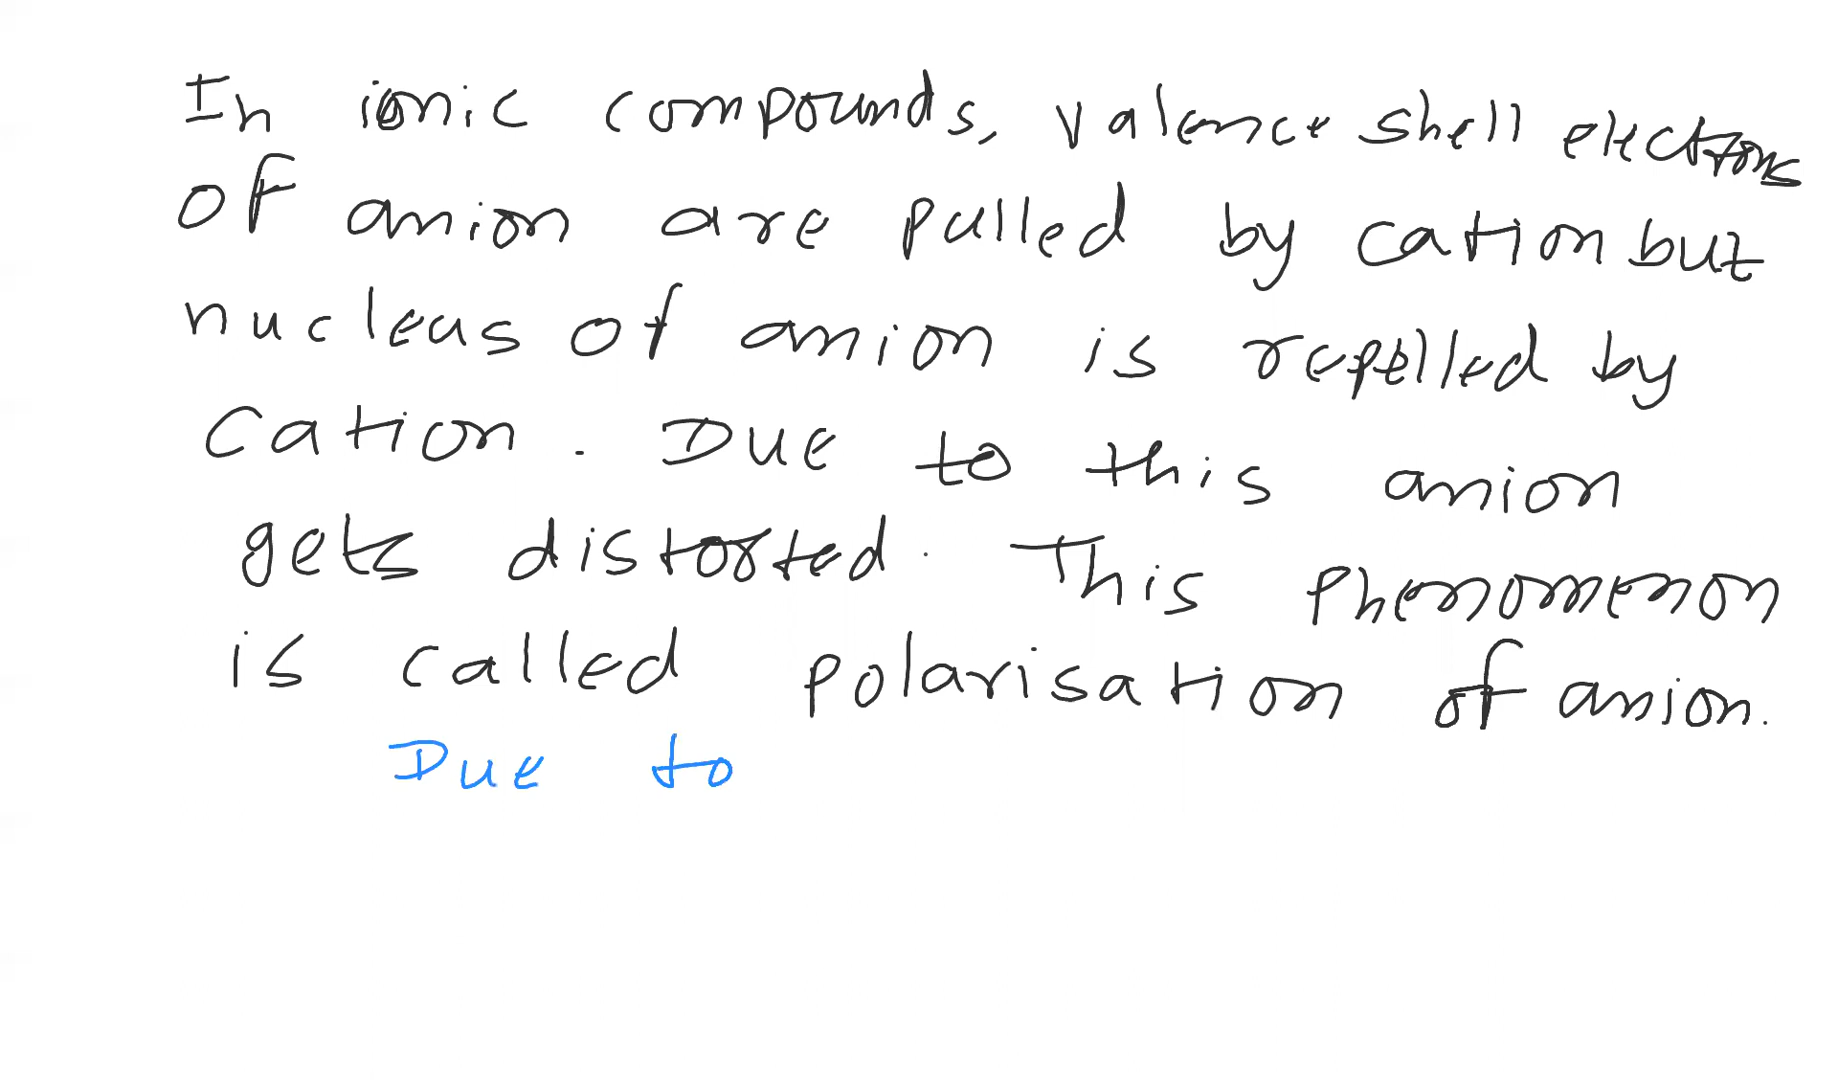 In ionic compounds, valence shell electrons
of anion are pulled by cation but
nucleus of anion is repelled by
cation. Due to this anion
gets distorted. This phenomenon
is called polarisation of anion.
Due to